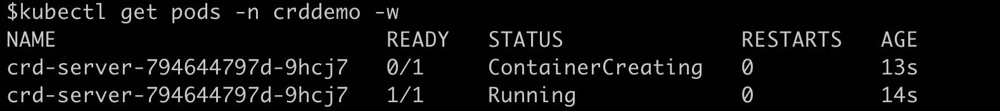 $kubectl get pods -n crddemo -w
NAME READY STATUS RESTARTS AGE
crd-server-794644797d-9hcj7 0/1 ContainerCreating 0 13s
crd-server-794644797d-9hcj7 1/1 Running 0 14s